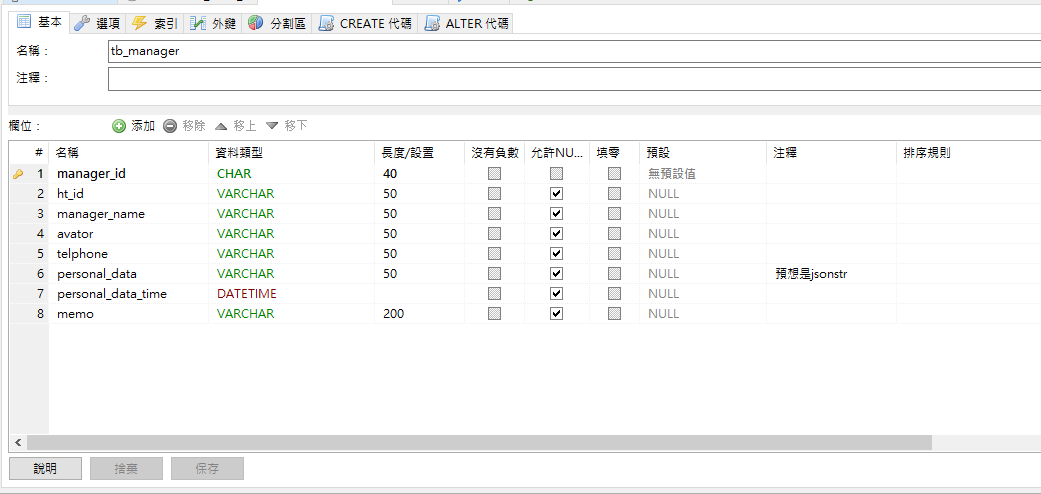 基本 選項 索引 外鍵 分割區 CREATE 代碼 ALTER 代碼
名稱： tb_manager
注釋：
欄位： 添加 移除 移上 移下
# 名稱 資料類型 長度/設置 沒有負數 允許NU... 填零 預設 注釋 排序規則
1 manager_id CHAR 40 無預設值
2 ht_id VARCHAR 50 NULL
3 manager_name VARCHAR 50 NULL
4 avator VARCHAR 50 NULL
5 telphone VARCHAR 50 NULL
6 personal_data VARCHAR 50 NULL 預想是jsonstr
7 personal_data_time DATETIME NULL
8 memo VARCHAR 200 NULL
說明 捨棄 保存